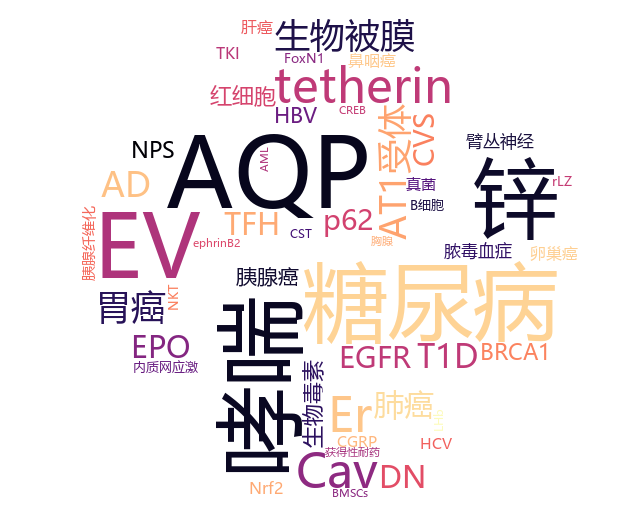 肝癌
生物被膜
TKI
FoxN1
鼻咽癌
红细胞
tetherin
HBV
CREB
AT1受体
CVS
臂丛神经
NPS
AQP
AML
锌
AD
真菌
rLZ
B细胞
胰腺纤维化
EV
TFH
p62
ephrinB2
CST
胸腺
脓毒血症
卵巢癌
胃癌
NKT
胰腺癌
糖尿病
哮喘
EPO
内质网应激
EGFR
T1D
BRCA1
生物毒素
Er
肺癌
CGRP
HCV
获得性耐药
Cav
DN
Nrf2
BMSCs